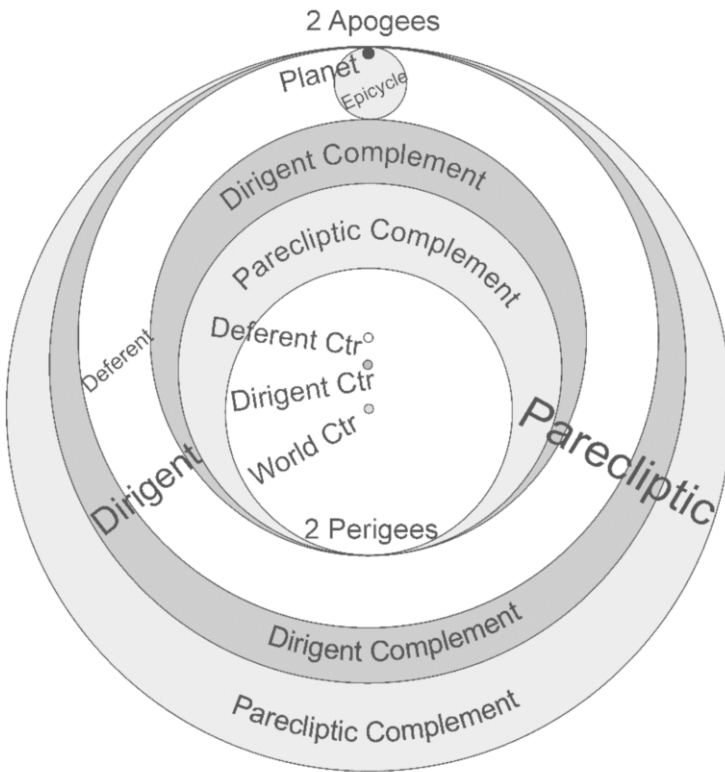 2 Apogees
Planet
Epicycle
Dirigent Complement
Parecliptic Complement
Deferent Ctr
Deferent
Dirigent Ctr
World Ctr
Parecliptic
Dirigent
2 Perigees
Dirigent Complement
Parecliptic Complement